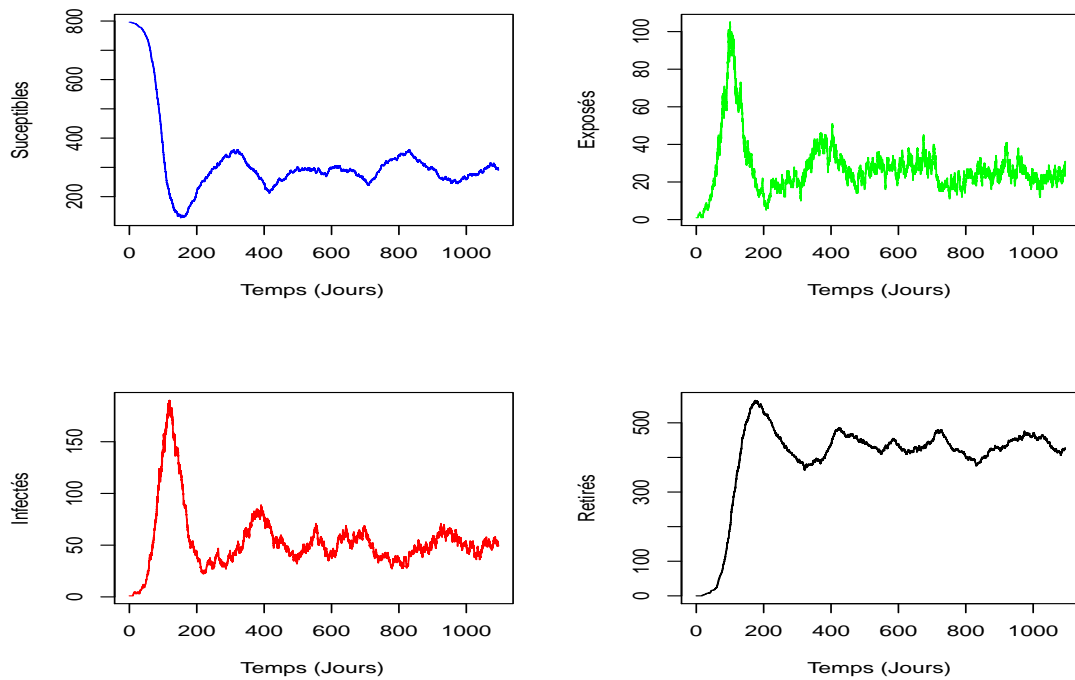 Suceptibles
200 400 600 800
0 200 400 600 800 1000
Temps (Jours)
Exposés
0 20 40 60 80 100
0 200 400 600 800 1000
Temps (Jours)
Infectés
0 50 100 150
0 200 400 600 800 1000
Temps (Jours)
Retirés
0 100 300 500
0 200 400 600 800 1000
Temps (Jours)